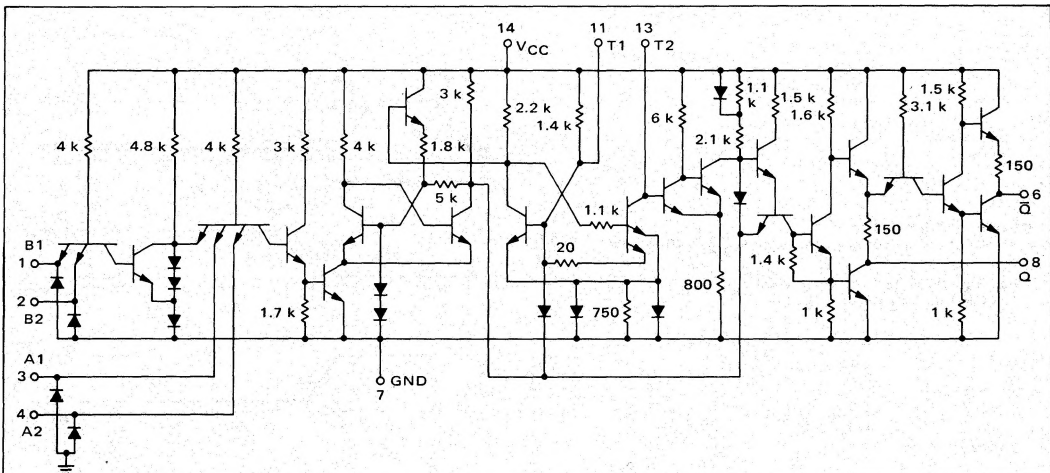 14 11 13
VCC T1 T2
3 k 1.1 k 1.5 k
2.2 k 1.5 k
1.4 k 6 k 1.6 k 3.1 k
4 k 4.8 k 4 k 3 k 4 k 1.8 k 2.1 k
150
5 k
6
Q̅
B1 1.1 k
1 150
20 1.4 k 8
Q
2
B2 800
1.7 k 750 1 k 1 k
A1
3 GND
7
4
A2